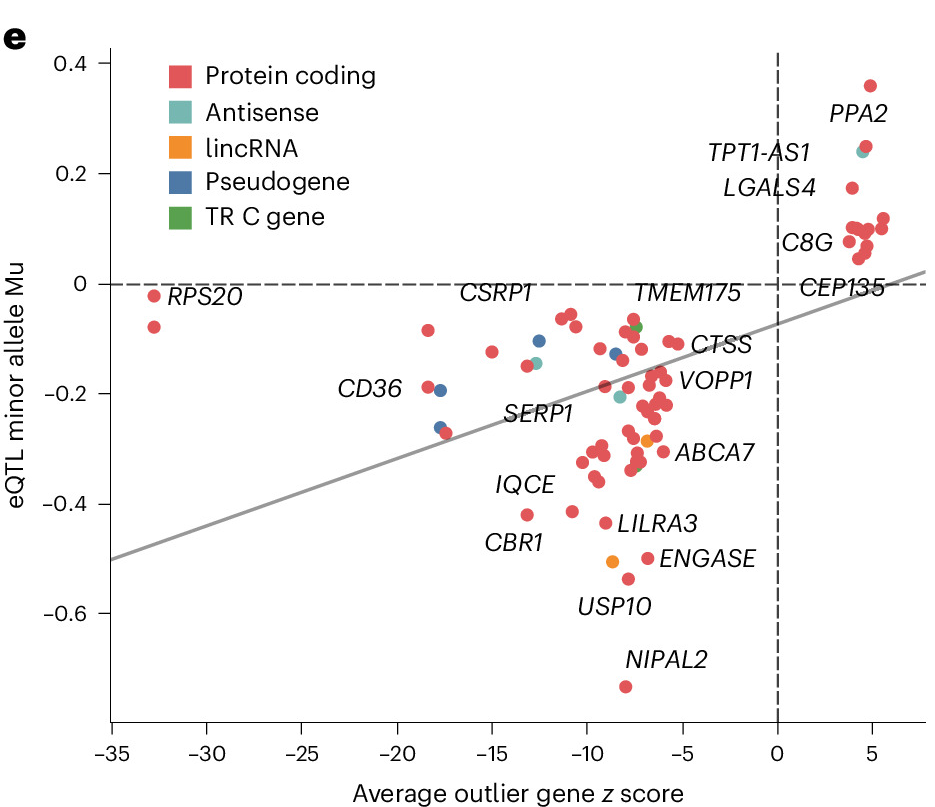 e
Protein coding
Antisense
lincRNA
Pseudogene
TR C gene
eQTL minor allele Mu
0.4
0.2
0
–0.2
–0.4
–0.6
PPA2
TPT1-AS1
LGALS4
C8G
CEP135
RPS20
CSRP1
TMEM175
CTSS
CD36
VOPP1
SERP1
ABCA7
IQCE
LILRA3
CBR1
ENGASE
USP10
NIPAL2
–35 –30 –25 –20 –15 –10 –5 0 5
Average outlier gene z score